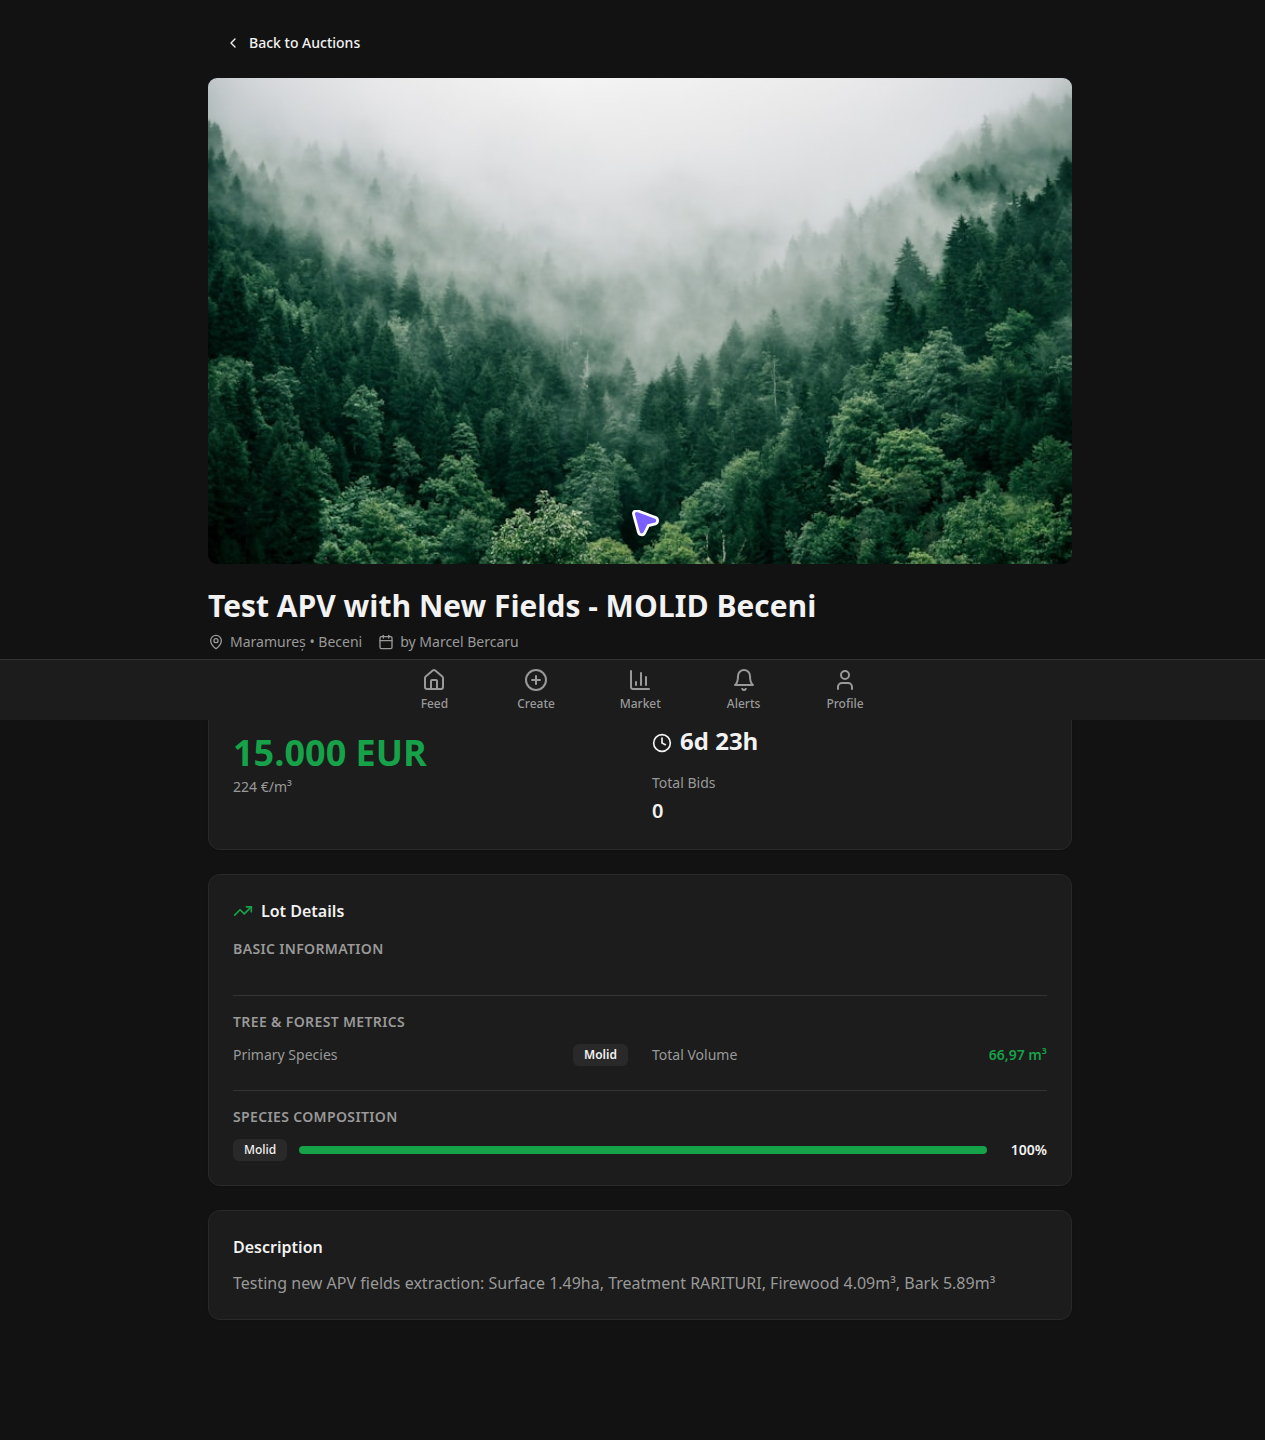 Back to Auctions
Test APV with New Fields - MOLID Beceni
Maramureș • Beceni by Marcel Bercaru
Feed Create Market Alerts Profile
15.000 EUR
224 €/m³
6d 23h
Total Bids
0
Lot Details
BASIC INFORMATION
TREE & FOREST METRICS
Primary Species Molid Total Volume 66,97 m³
SPECIES COMPOSITION
Molid 100%
Description
Testing new APV fields extraction: Surface 1.49ha, Treatment RARITURI, Firewood 4.09m³, Bark 5.89m³